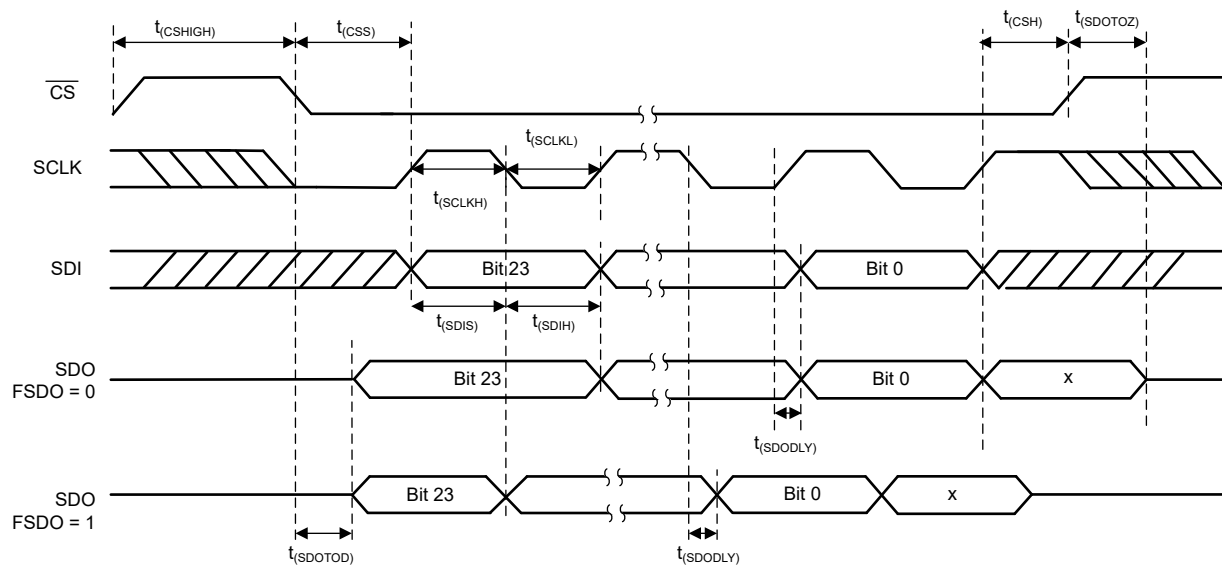 t(CSHIGH)
t(CSS)
t(CSH)
t(SDOTOZ)
CS
t(SCLKL)
SCLK
t(SCLKH)
SDI
Bit 23
Bit 0
t(SDIS)
t(SDIH)
SDO
FSDO = 0
Bit 23
Bit 0
x
t(SDODLY)
SDO
FSDO = 1
Bit 23
Bit 0
x
t(SDOTOD)
t(SDODLY)